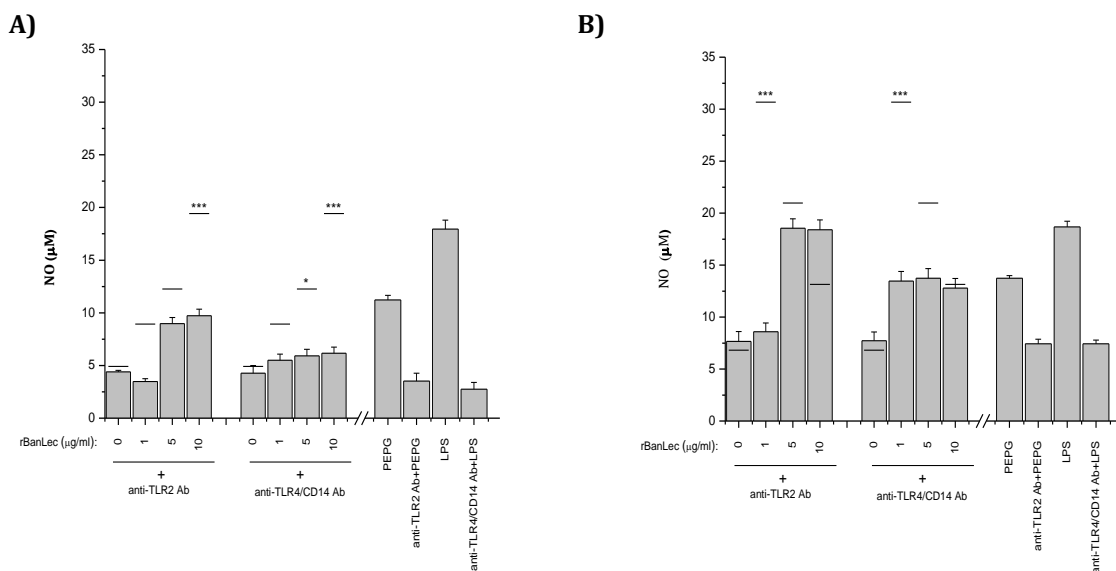 A)
35
30
25
20
15
10
5
0
NO (µM)
***
***
*
rBanLec (µg/ml):
0
1
5
10
0
1
5
10
+
anti-TLR2 Ab
+
anti-TLR4/CD14 Ab
//
PEPG
anti-TLR2 Ab+PEPG
LPS
anti-TLR4/CD14 Ab+LPS
B)
35
30
25
20
15
10
5
0
NO (µM)
***
***
rBanLec (µg/ml):
0
1
5
10
0
1
5
10
+
anti-TLR2 Ab
+
anti-TLR4/CD14 Ab
//
PEPG
anti-TLR2 Ab+PEPG
LPS
anti-TLR4/CD14 Ab+LPS